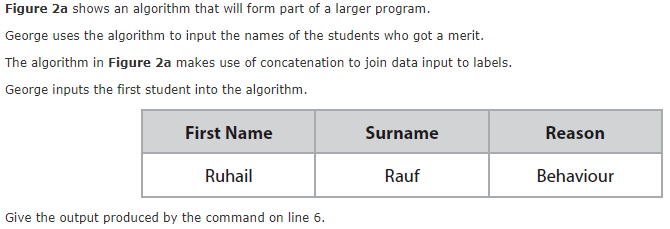 Figure 2a shows an algorithm that will form part of a larger program.
George uses the algorithm to input the names of the students who got a merit.
The algorithm in Figure 2a makes use of concatenation to join data input to labels.
George inputs the first student into the algorithm.
First Name Surname Reason
Ruhail Rauf Behaviour
Give the output produced by the command on line 6.